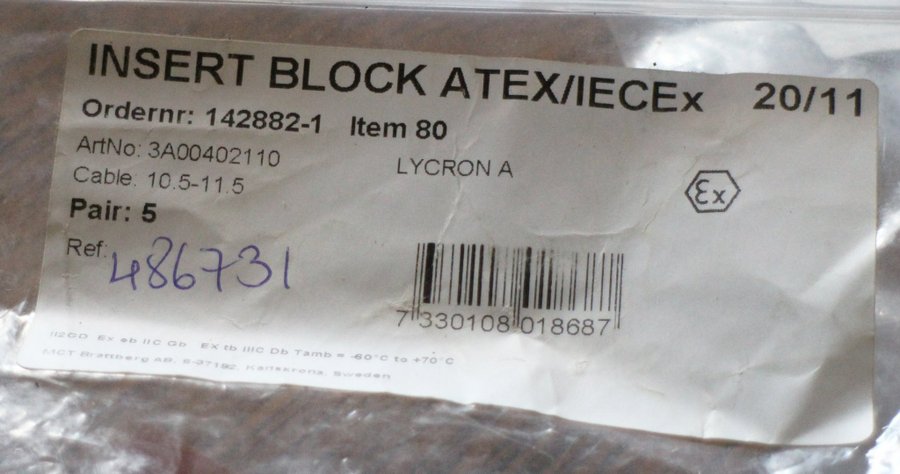 INSERT BLOCK ATEX/IECEx 20/11
Ordernr: 142882-1 Item 80
ArtNo: 3A00402110 LYCRON A
Cable: 10.5-11.5
Ex
Pair: 5
Ref: 486731
7 330108 018687
II2GD Ex eb IIC Gb EX tb IIIC Db Tamb = -60°C to +70°C
MCT Brattberg AB, S-37192, Karlskrona, Sweden